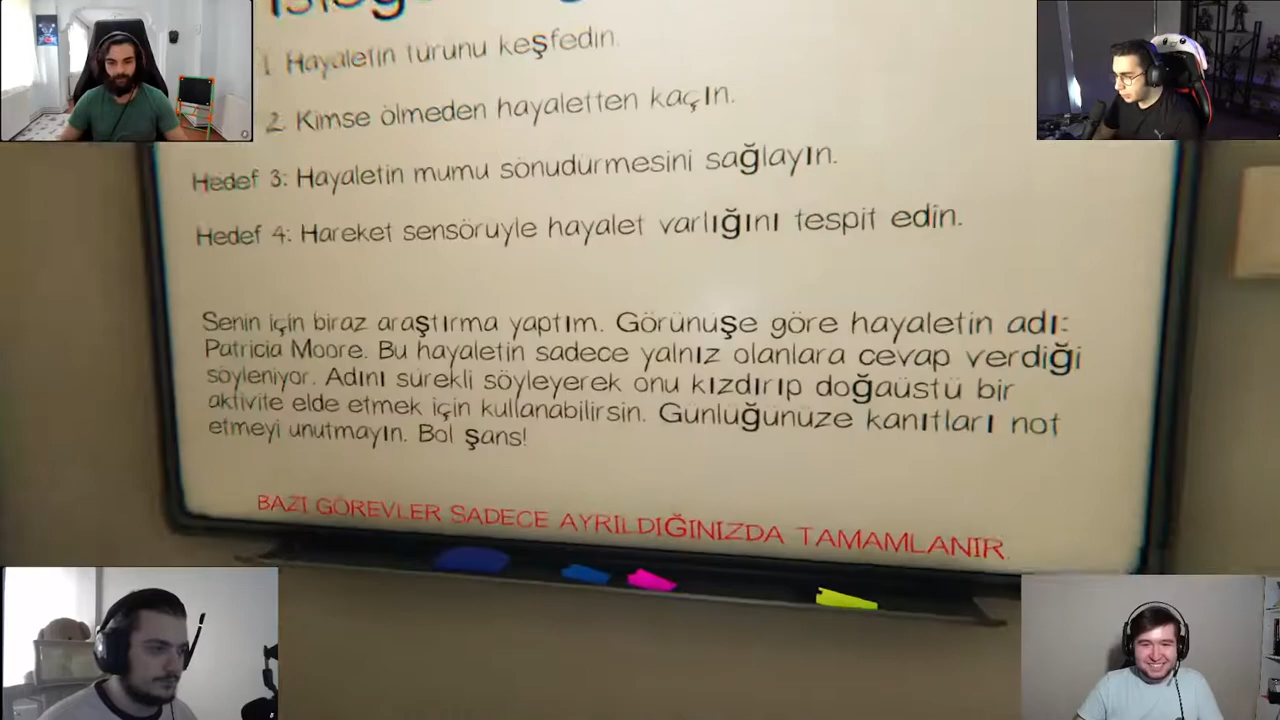 1. Hayaletin türünü keşfedin.
2. Kimse ölmeden hayaletten kaçın.
Hedef 3: Hayaletin mumu sönüdürmesini sağlayın.
Hedef 4: Hareket sensörüyle hayalet varlığını tespit edin.
Senin için biraz araştırma yaptım. Görünüşe göre hayaletin adı:
Patricia Moore. Bu hayaletin sadece yalnız olanlara cevap verdiği
söyleniyor. Adını sürekli söyleyerek onu kızdırıp doğaüstü bir
aktivite elde etmek için kullanabilirsin. Günlüğünüze kanıtları not
etmeyi unutmayın. Bol şans!
BAZI GÖREVLER SADECE AYRILDIĞINIZDA TAMAMLANIR.